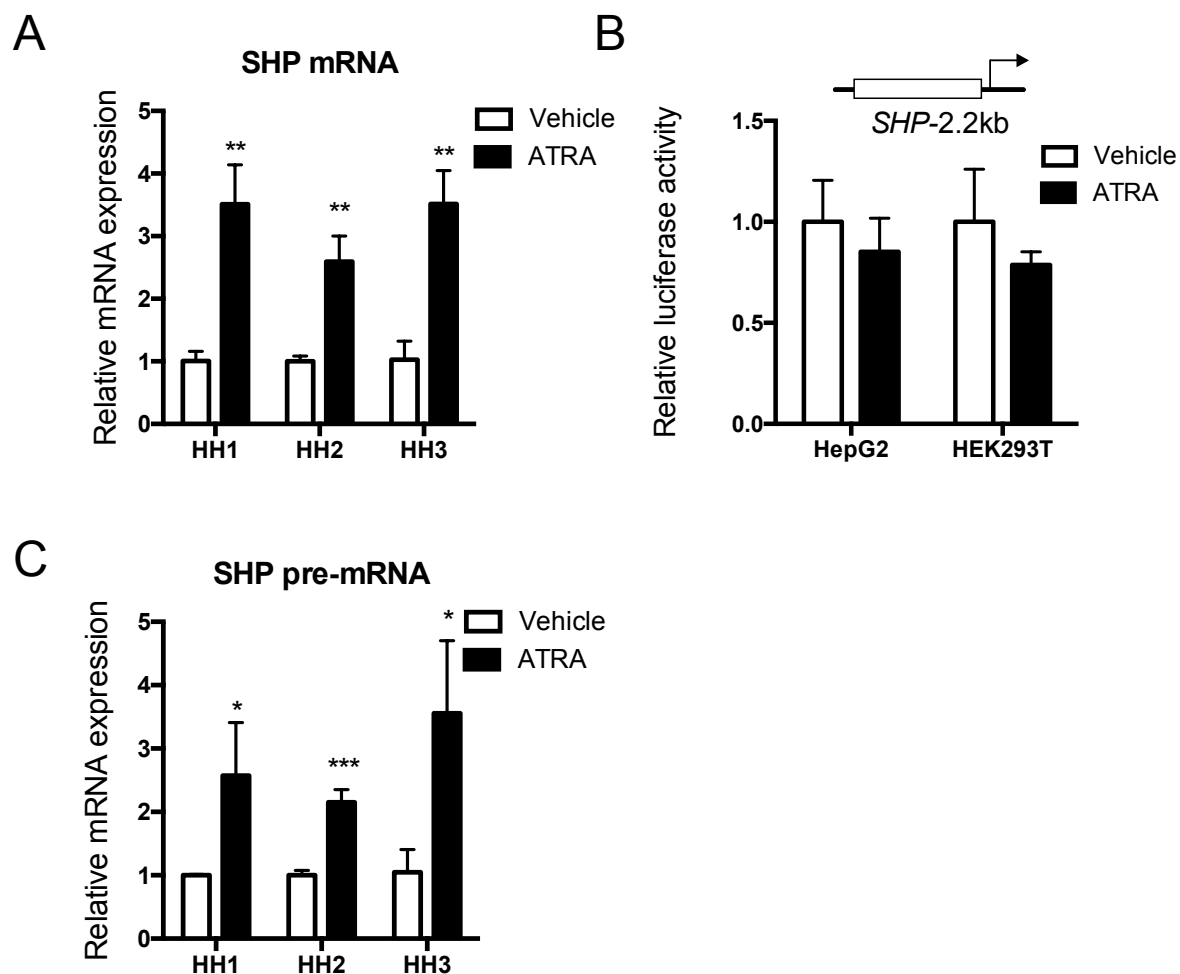 A
SHP mRNA
Relative mRNA expression
5
4
3
2
1
0
**
**
**
Vehicle
ATRA
HH1 HH2 HH3
B
SHP-2.2kb
Relative luciferase activity
1.5
1.0
0.5
0.0
Vehicle
ATRA
HepG2 HEK293T
C
SHP pre-mRNA
Relative mRNA expression
5
4
3
2
1
0
*
***
*
Vehicle
ATRA
HH1 HH2 HH3